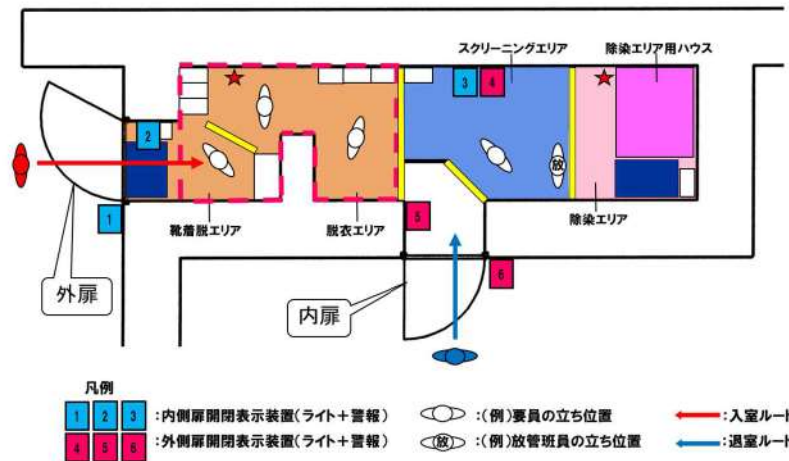 スクリーニングエリア
除染エリア用ハウス
3
4
2
放
1
靴着脱エリア
脱衣エリア
5
除染エリア
6
外扉
内扉
凡例
1 2 3 :内側扉開閉表示装置(ライト+警報)
:(例)要員の立ち位置
:入室ルート
4 5 6 :外側扉開閉表示装置(ライト+警報)
放 :(例)放管班員の立ち位置
:退室ルート